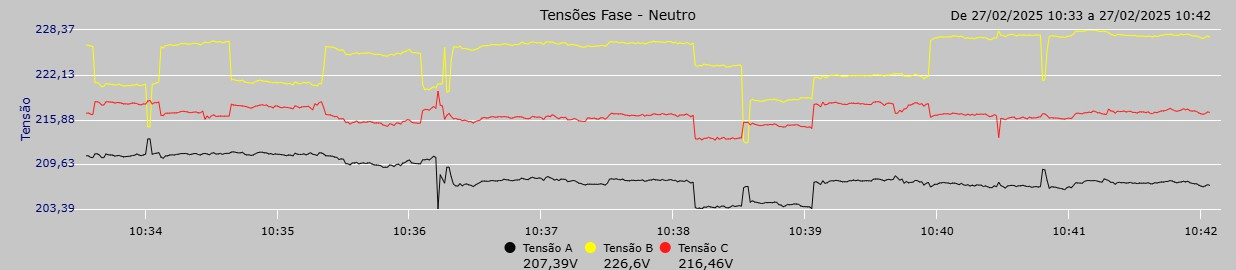 Tensões Fase - Neutro
De 27/02/2025 10:33 a 27/02/2025 10:42
228,37
222,13
215,88
209,63
203,39
Tensão
10:34 10:35 10:36 10:37 10:38 10:39 10:40 10:41 10:42
Tensão A Tensão B Tensão C
207,39V 226,6V 216,46V